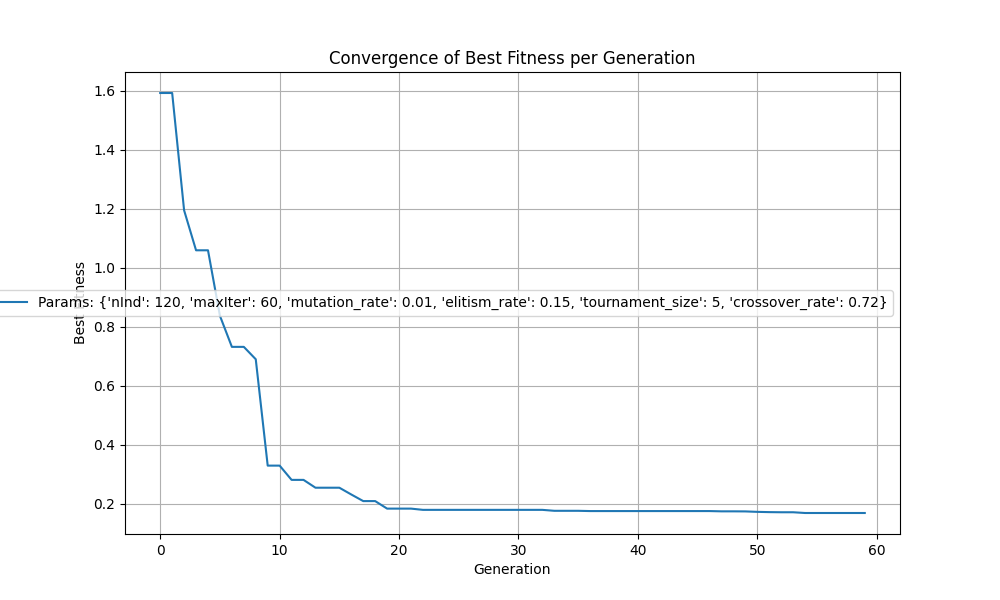 Convergence of Best Fitness per Generation
1.6
1.4
1.2
1.0
0.8
0.6
0.4
0.2
Best Fitness
Params: {'nInd': 120, 'maxIter': 60, 'mutation_rate': 0.01, 'elitism_rate': 0.15, 'tournament_size': 5, 'crossover_rate': 0.72}
0 10 20 30 40 50 60
Generation